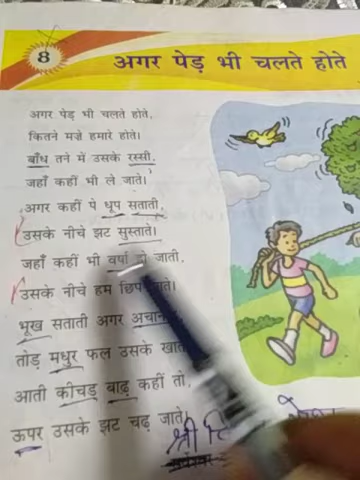 8
अगर पेड़ भी चलते होते
अगर पेड़ भी चलते होते,
कितने मज़े हमारे होते।
बाँध तने में उसके रस्सी,
जहाँ कहीं भी ले जाते।
अगर कहीं पे धूप सताती,
उसके नीचे झट सुस्ताते।
जहाँ कहीं भी वर्षा हो जाती,
उसके नीचे हम छिप जाते।
भूख सताती अगर
तोड़ मधुर फल उसके खाते
आती कीचड़ बाढ़ कहीं तो,
ऊपर उसके झट चढ़ जाते।
श्री